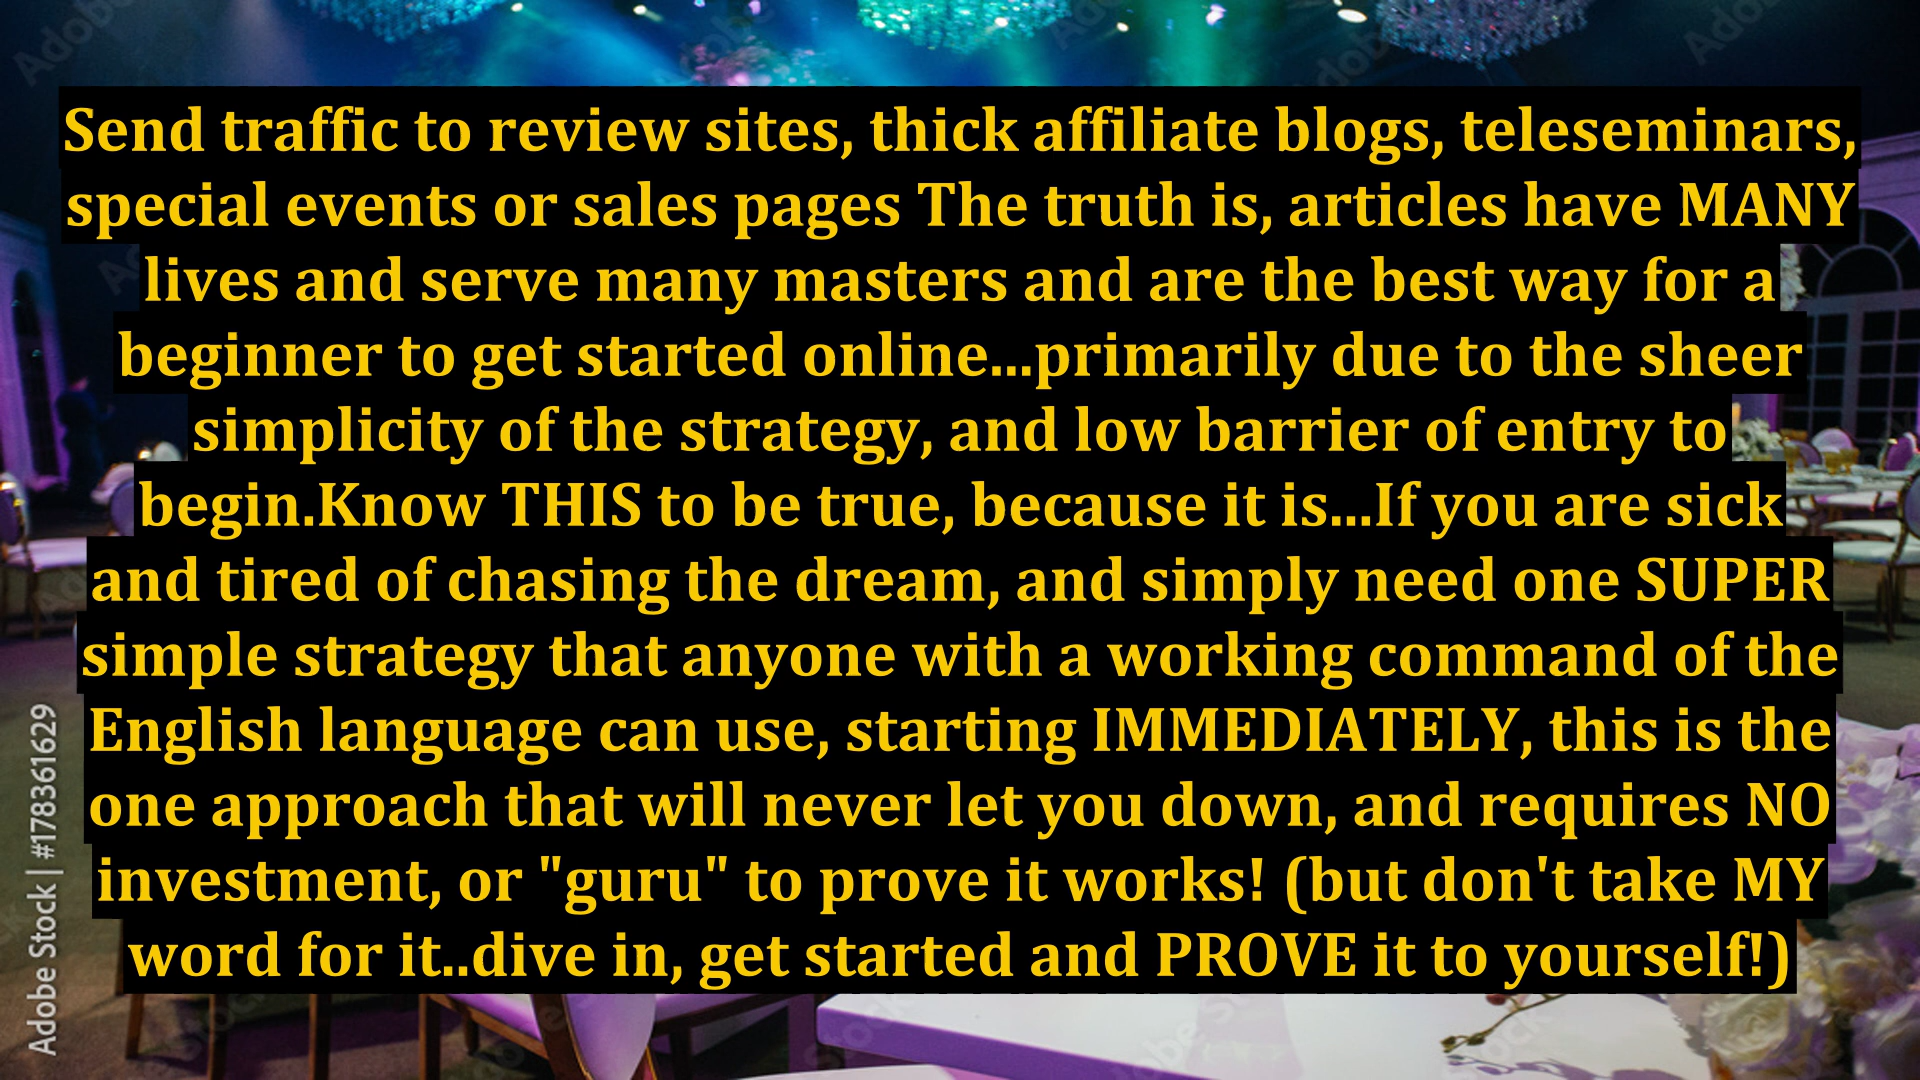 Send traffic to review sites, thick affiliate blogs, teleseminars,
special events or sales pages The truth is, articles have MANY
lives and serve many masters and are the best way for a
beginner to get started online...primarily due to the sheer
simplicity of the strategy, and low barrier of entry to
begin.Know THIS to be true, because it is...If you are sick
and tired of chasing the dream, and simply need one SUPER
simple strategy that anyone with a working command of the
English language can use, starting IMMEDIATELY, this is the
one approach that will never let you down, and requires NO
investment, or "guru" to prove it works! (but don't take MY
word for it..dive in, get started and PROVE it to yourself!)
Adobe Stock | #178361629